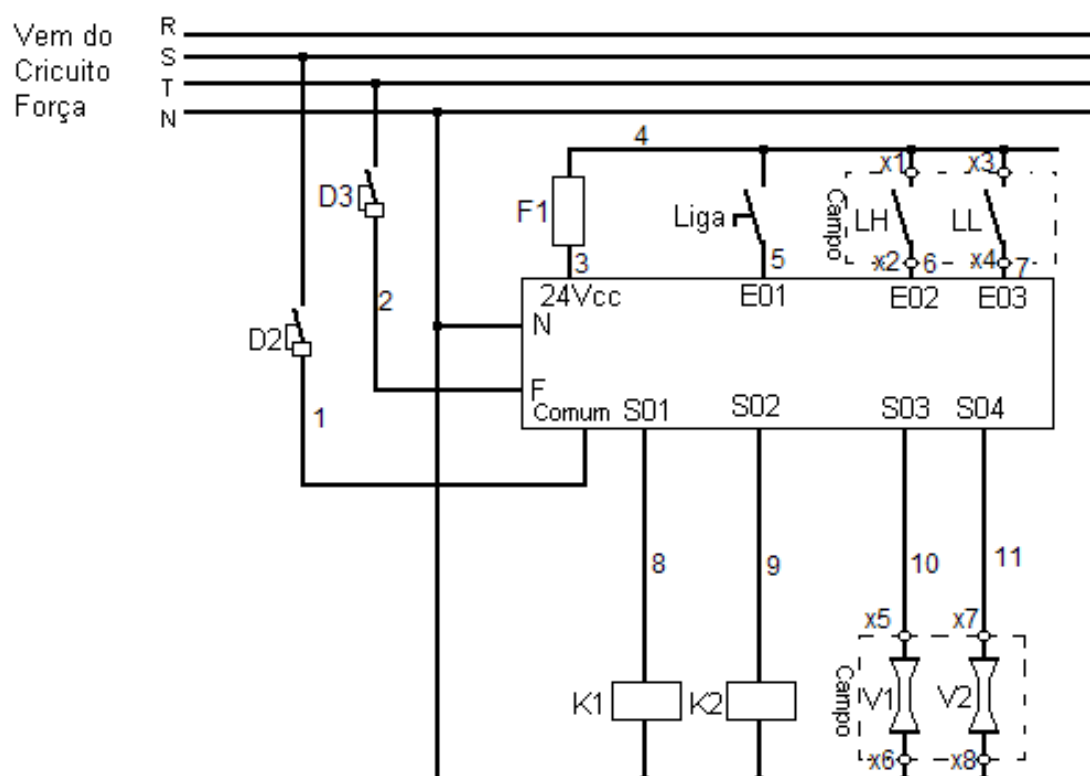 Vem do
Cricuito
Força
R
S
T
N
4
x1
x3
D3
F1
Liga
Campo
LH
LL
3
5
x2
6
x4
7
2
24Vcc
E01
E02
E03
N
D2
F
1
Comum
S01
S02
S03
S04
8
9
10
11
x5
x7
K1
K2
Campo
V1
V2
x6
x8